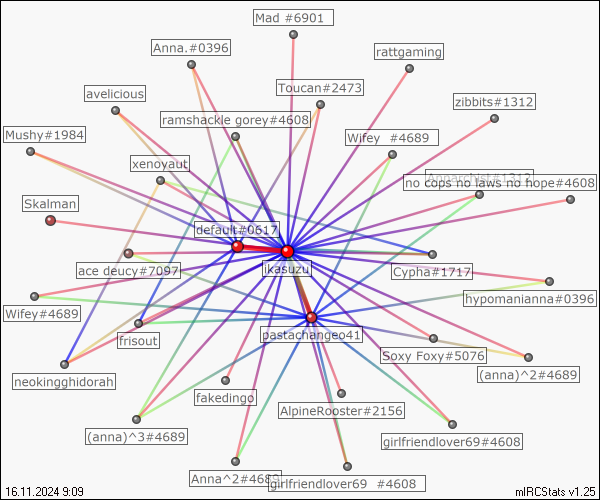 Mad #6901
Anna.#0396
rattgaming
Toucan#2473
avelicious
zibbits#1312
ramshackle gorey#4608
Mushy#1984
Wifey #4689
xenoyaut
no cops no laws no hope#4608
Skalman
default#0617
ikasuzu
ace deucy#7097
Cypha#1717
hypomanianna#0396
Wifey#4689
pastachangeo41
frisout
Soxy Foxy#5076
neokingghidorah
(anna)^2#4689
fakedingo
AlpineRooster#2156
(anna)^3#4689
girlfriendlover69#4608
Anna^2#4689
girlfriendlover69 #4608
16.11.2024 9:09
mIRCStats v1.25